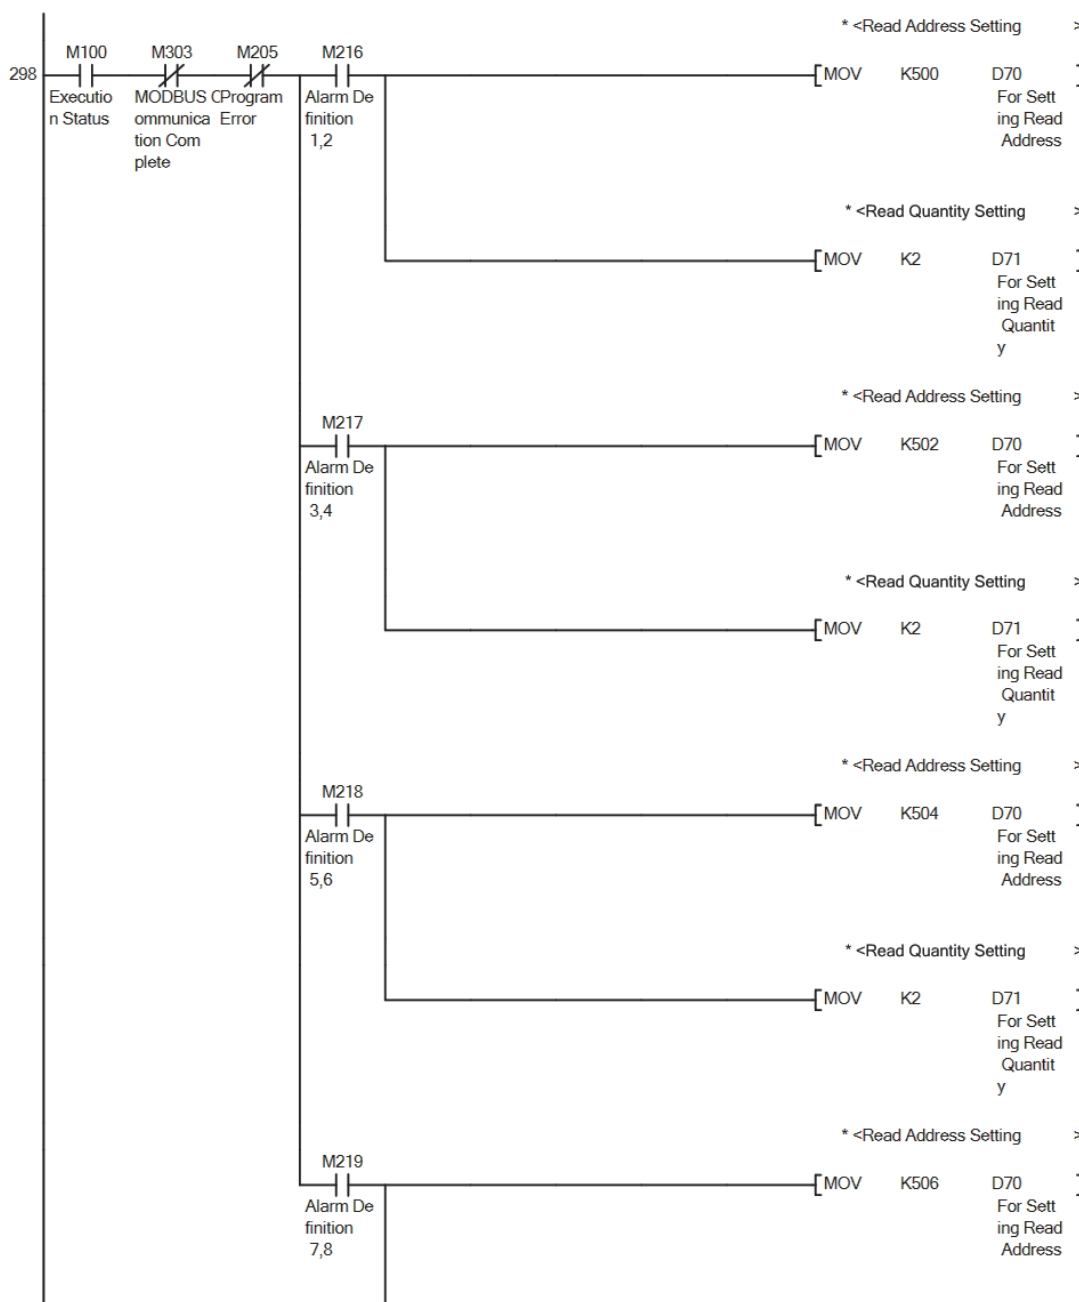 * <Read Address Setting >
M100 M303 M205 M216
298 [MOV K500 D70 ]
Executio MODBUS C Program Alarm De For Sett
n Status ommunica Error finition ing Read
tion Com 1,2 Address
plete
* <Read Quantity Setting >
[MOV K2 D71 ]
For Sett
ing Read
Quantit
y
* <Read Address Setting >
M217
[MOV K502 D70 ]
Alarm De For Sett
finition ing Read
3,4 Address
* <Read Quantity Setting >
[MOV K2 D71 ]
For Sett
ing Read
Quantit
y
* <Read Address Setting >
M218
[MOV K504 D70 ]
Alarm De For Sett
finition ing Read
5,6 Address
* <Read Quantity Setting >
[MOV K2 D71 ]
For Sett
ing Read
Quantit
y
* <Read Address Setting >
M219
[MOV K506 D70 ]
Alarm De For Sett
finition ing Read
7,8 Address